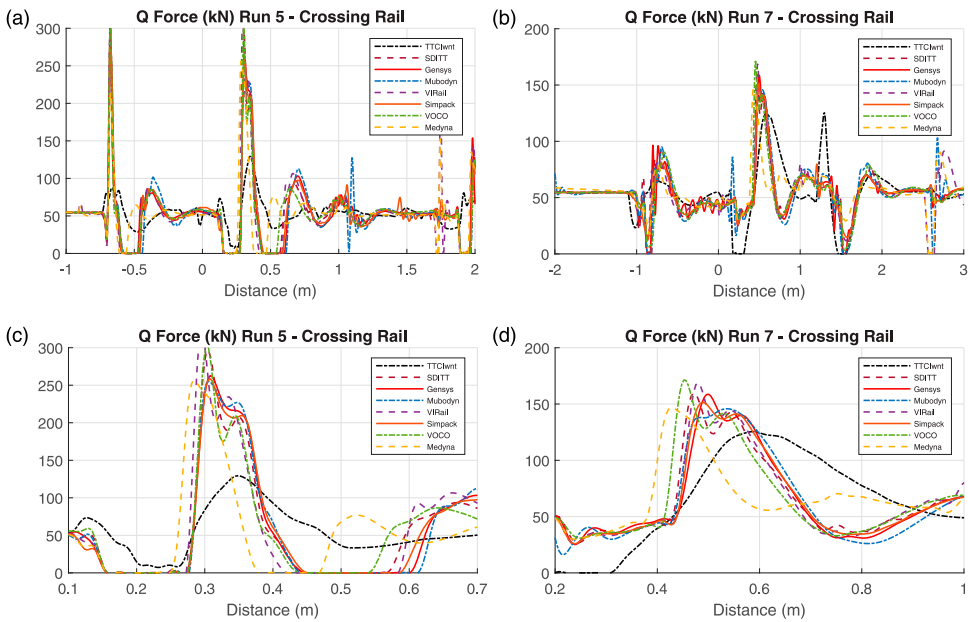 (a)
Q Force (kN) Run 5 - Crossing Rail
300
250
200
150
100
50
0
-1
-0.5
0
0.5
1
1.5
2
Distance (m)
TTCIwnt
SDITT
Gensys
Mubodyn
VIRail
Simpack
VOCO
Medyna
(b)
Q Force (kN) Run 7 - Crossing Rail
200
150
100
50
0
-2
-1
0
1
2
3
Distance (m)
TTCIwnt
SDITT
Gensys
Mubodyn
VIRail
Simpack
VOCO
Medyna
(c)
Q Force (kN) Run 5 - Crossing Rail
300
250
200
150
100
50
0
0.1
0.2
0.3
0.4
0.5
0.6
0.7
Distance (m)
TTCIwnt
SDITT
Gensys
Mubodyn
VIRail
Simpack
VOCO
Medyna
(d)
Q Force (kN) Run 7 - Crossing Rail
200
150
100
50
0
0.2
0.4
0.6
0.8
1
Distance (m)
TTCIwnt
SDITT
Gensys
Mubodyn
VIRail
Simpack
VOCO
Medyna